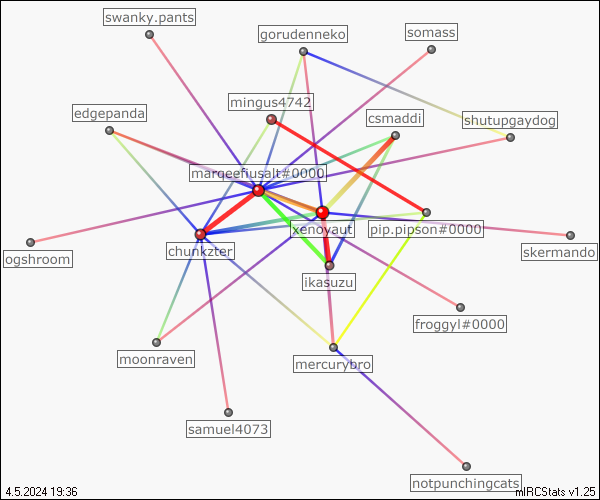 swanky.pants
gorudenneko
somass
mingus4742
edgepanda
csmaddi
shutupgaydog
marqeefiusalt#0000
xenoyaut
pip.pipson#0000
chunkzter
ogshroom
skermando
ikasuzu
froggyl#0000
moonraven
mercurybro
samuel4073
notpunchingcats
4.5.2024 19:36
mIRCStats v1.25